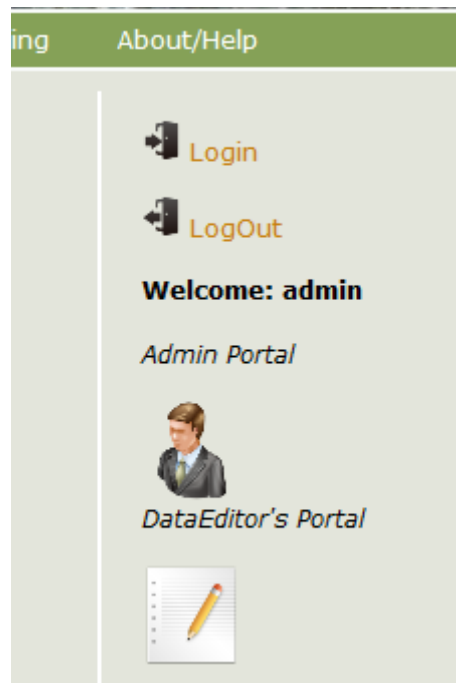 ing About/Help
Login
LogOut
Welcome: admin
Admin Portal
DataEditor's Portal